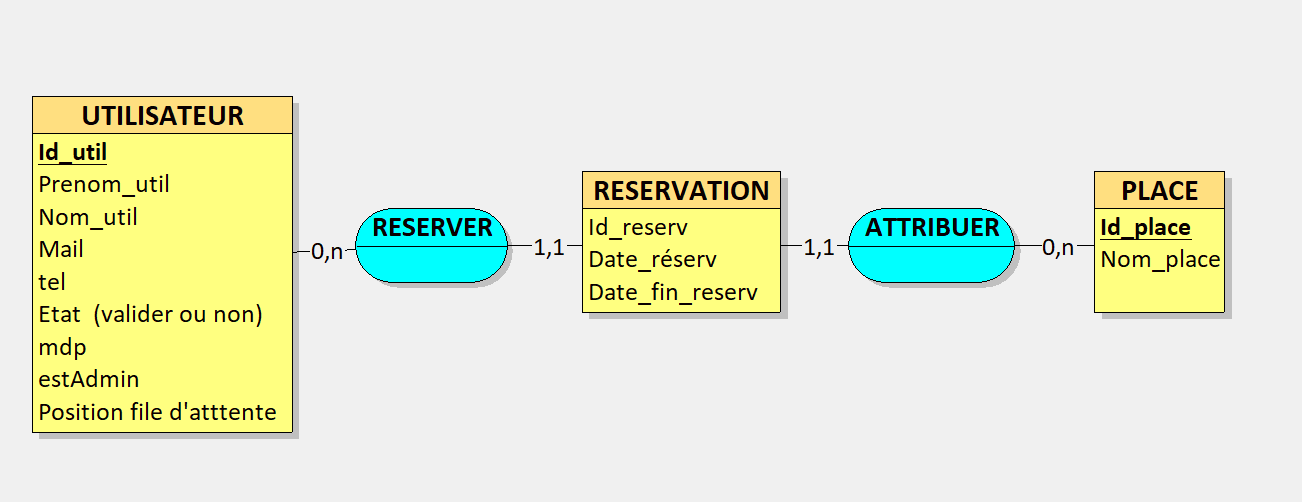 UTILISATEUR
Id_util
Prenom_util
Nom_util
Mail
tel
Etat  (valider ou non)
mdp
estAdmin
Position file d'atttente
0,n
RESERVER
1,1
RESERVATION
Id_reserv
Date_réserv
Date_fin_reserv
1,1
ATTRIBUER
0,n
PLACE
Id_place
Nom_place